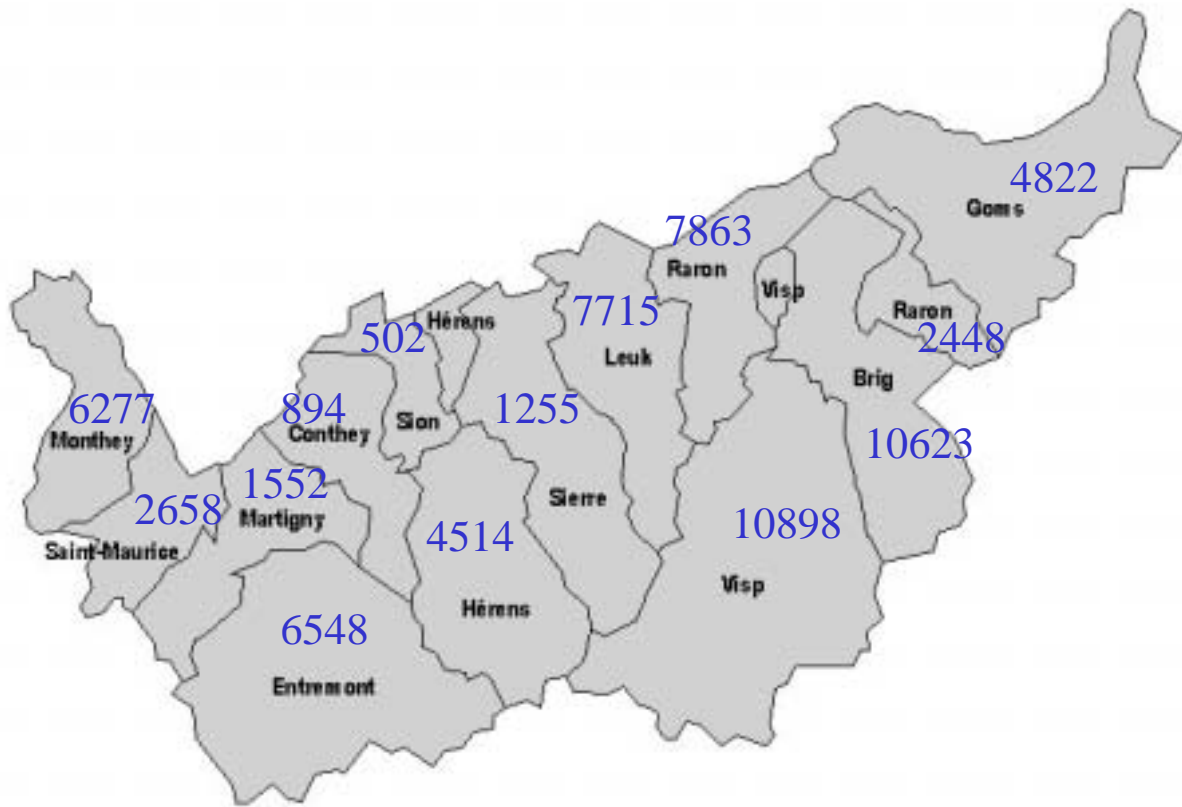 4822
Goms
7863
Raron
Visp
7715
Leuk
Raron
2448
Brig
Hérens
502
1255
Sion
894
Conthey
6277
Monthey
10623
1552
Martigny
2658
Saint-Maurice
Sierre
4514
Hérens
10898
Visp
6548
Entremont